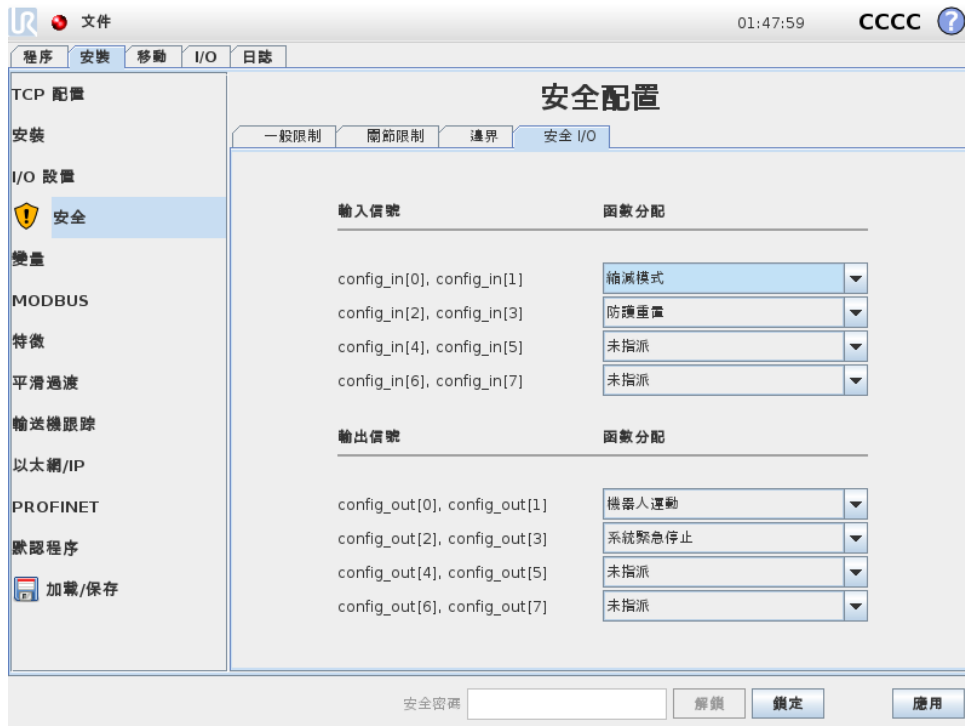 UR 文件 01:47:59 CCCC ?
程序 安裝 移動 I/O 日誌
TCP 配置
安裝
I/O 設置
安全
變量
MODBUS
特徵
平滑過渡
輸送機跟踪
以太網/IP
PROFINET
默認程序
加載/保存
安全配置
一般限制 關節限制 邊界 安全 I/O
輸入信號 函數分配
config_in[0], config_in[1] 縮減模式
config_in[2], config_in[3] 防護重置
config_in[4], config_in[5] 未指派
config_in[6], config_in[7] 未指派
輸出信號 函數分配
config_out[0], config_out[1] 機器人運動
config_out[2], config_out[3] 系統緊急停止
config_out[4], config_out[5] 未指派
config_out[6], config_out[7] 未指派
安全密碼 解鎖 鎖定 應用